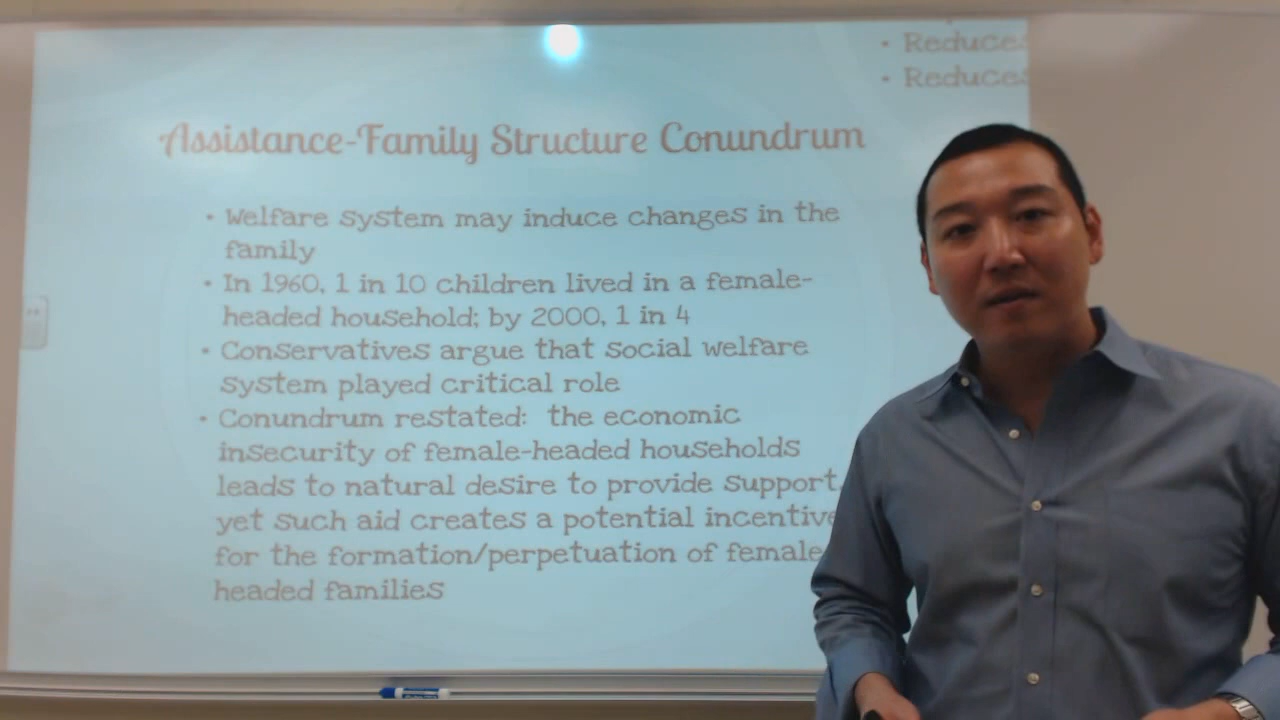 • Reduces
• Reduces
Assistance-Family Structure Conundrum
• Welfare system may induce changes in the
family
• In 1960, 1 in 10 children lived in a female-
headed household; by 2000, 1 in 4
• Conservatives argue that social welfare
system played critical role
• Conundrum restated: the economic
insecurity of female-headed households
leads to natural desire to provide support,
yet such aid creates a potential incentive
for the formation/perpetuation of female-
headed families